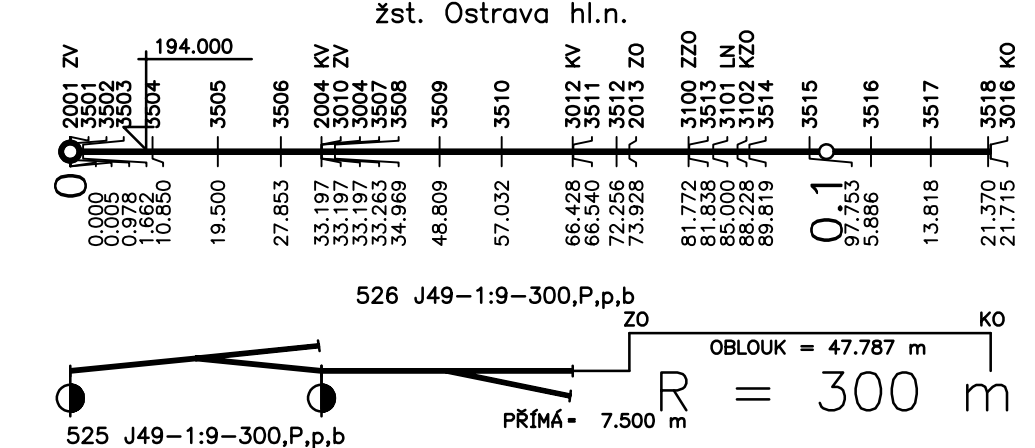 žst. Ostrava hl.n.
194.000
ZV KV ZV KV ZO ZZO LN KZO KO
2001 3501 3502 3503 3504 3505 3506 2004 3010 3004 3507 3508 3509 3510 3012 3511 3512 2013 3100 3513 3101 3102 3514 3515 3516 3517 3518 3016
0 0.1
0.000 0.005 0.978 1.662 10.850 19.500 27.853 33.197 33.197 33.197 33.263 34.969 48.809 57.032 66.428 66.540 72.256 73.928 81.772 81.838 85.000 88.228 89.819 97.753 5.886 13.818 21.370 21.715
526 J49-1:9-300,P,p,b
ZO KO
OBLOUK = 47.787 m
R = 300 m
PŘÍMÁ= 7.500 m
525 J49-1:9-300,P,p,b